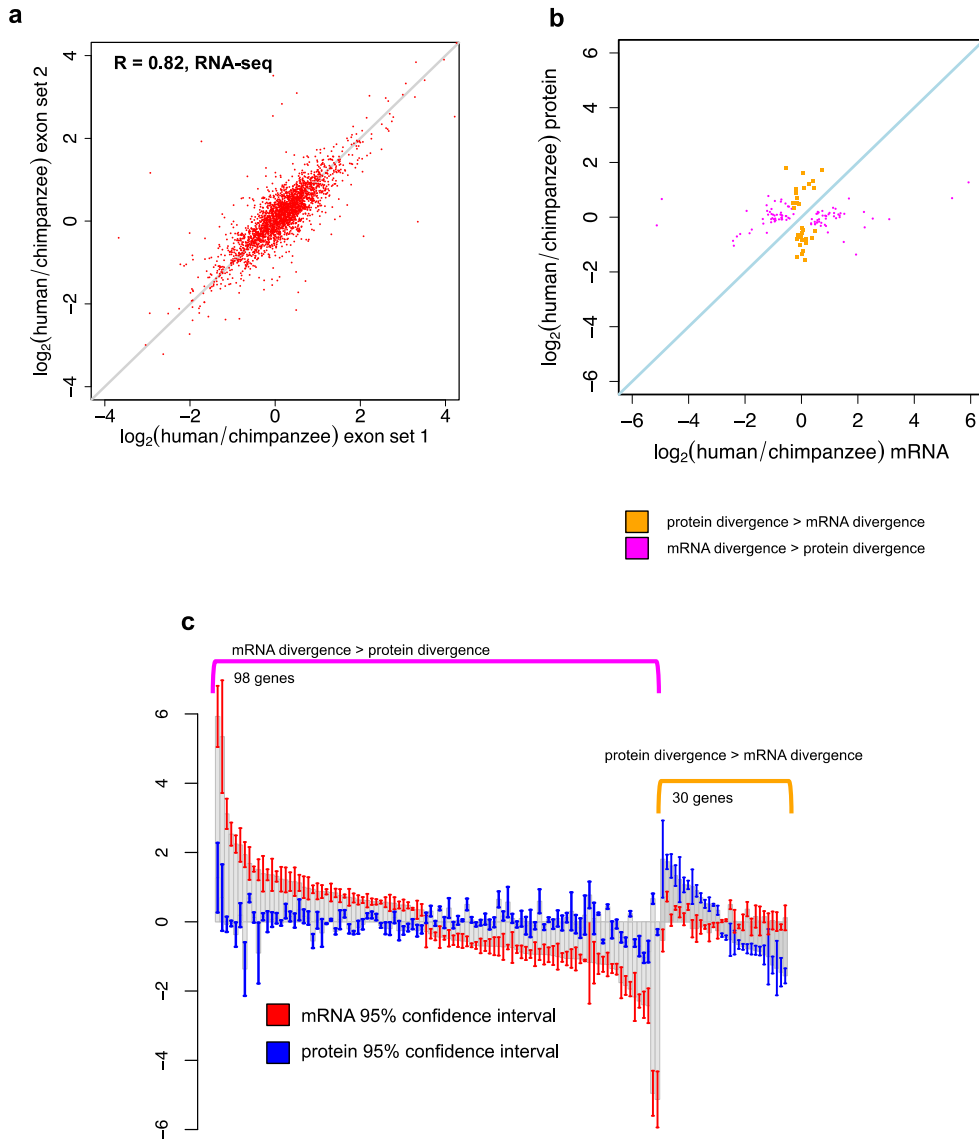 a
R = 0.82, RNA-seq
log2(human/chimpanzee) exon set 2
4
2
0
−2
−4
−4 −2 0 2 4
log2(human/chimpanzee) exon set 1
b
log2(human/chimpanzee) protein
6
4
2
0
−2
−4
−6
−6 −4 −2 0 2 4 6
log2(human/chimpanzee) mRNA
protein divergence > mRNA divergence
mRNA divergence > protein divergence
c
mRNA divergence > protein divergence
98 genes
protein divergence > mRNA divergence
30 genes
6
4
2
0
−2
−4
−6
mRNA 95% confidence interval
protein 95% confidence interval